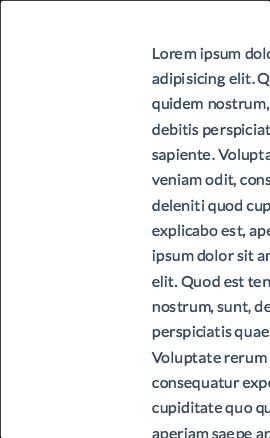 Lorem ipsum dolo
adipisicing elit. Q
quidem nostrum,
debitis perspiciat
sapiente. Volupta
veniam odit, cons
deleniti quod cup
explicabo est, ape
ipsum dolor sit am
elit. Quod est ten
nostrum, sunt, de
perspiciatis quae
Voluptate rerum
consequatur expe
cupiditate quo qu
aperiam saepe ap